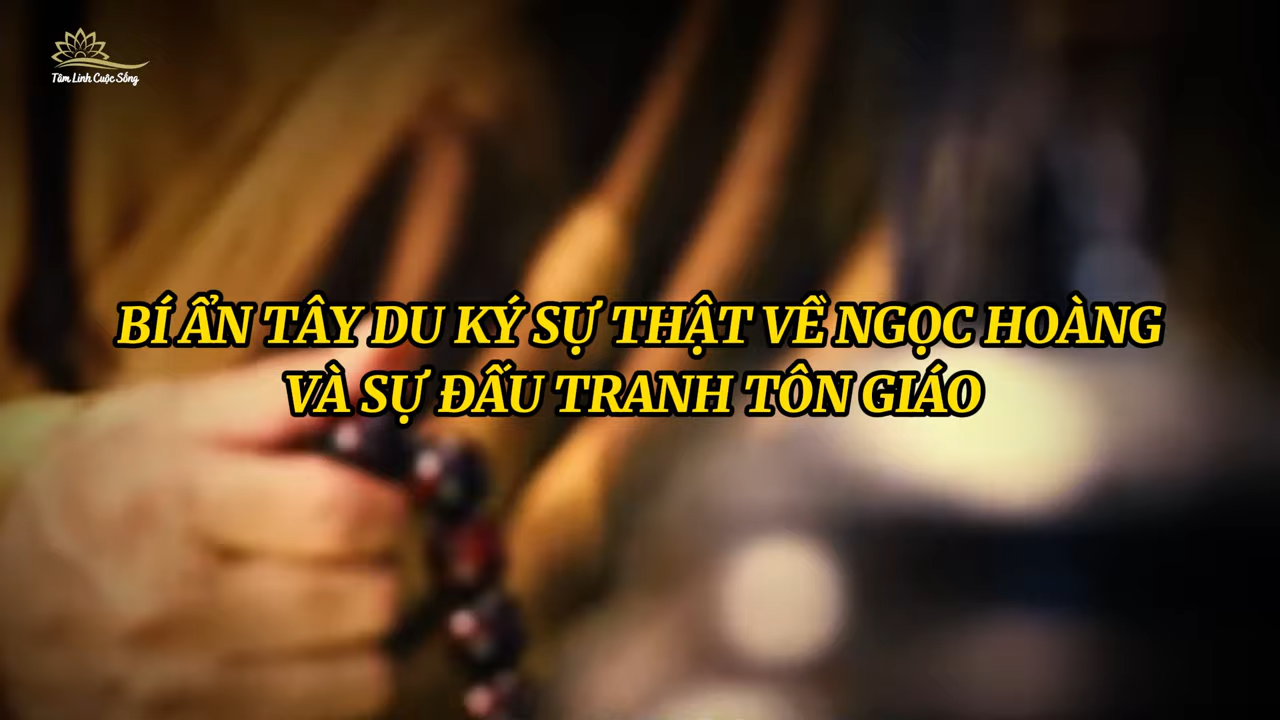 Tâm Linh Cuộc Sống
BÍ ẨN TÂY DU KÝ SỰ THẬT VỀ NGỌC HOÀNG
VÀ SỰ ĐẤU TRANH TÔN GIÁO